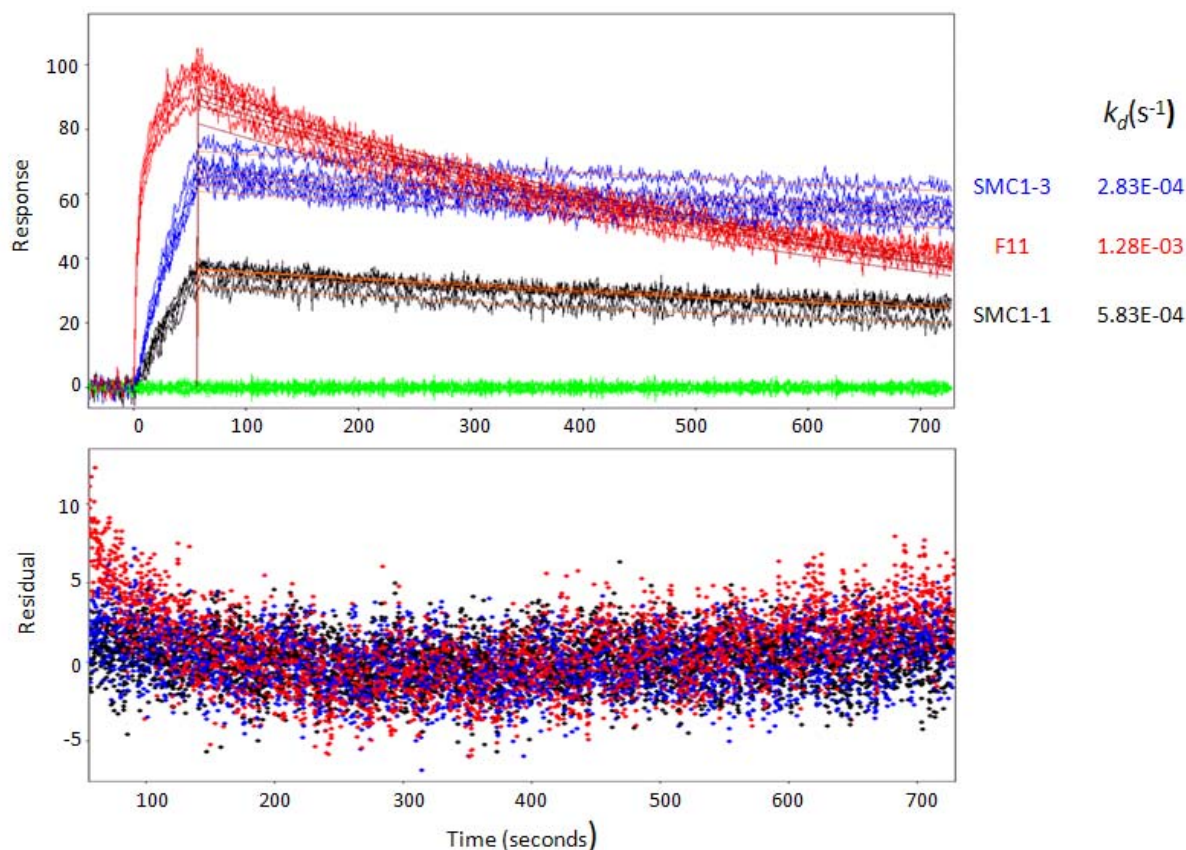 k_d(s⁻¹)
SMC1-3 2.83E-04
F11 1.28E-03
SMC1-1 5.83E-04
Response
100
80
60
40
20
0
0 100 200 300 400 500 600 700
Residual
10
5
0
-5
100 200 300 400 500 600 700
Time (seconds)